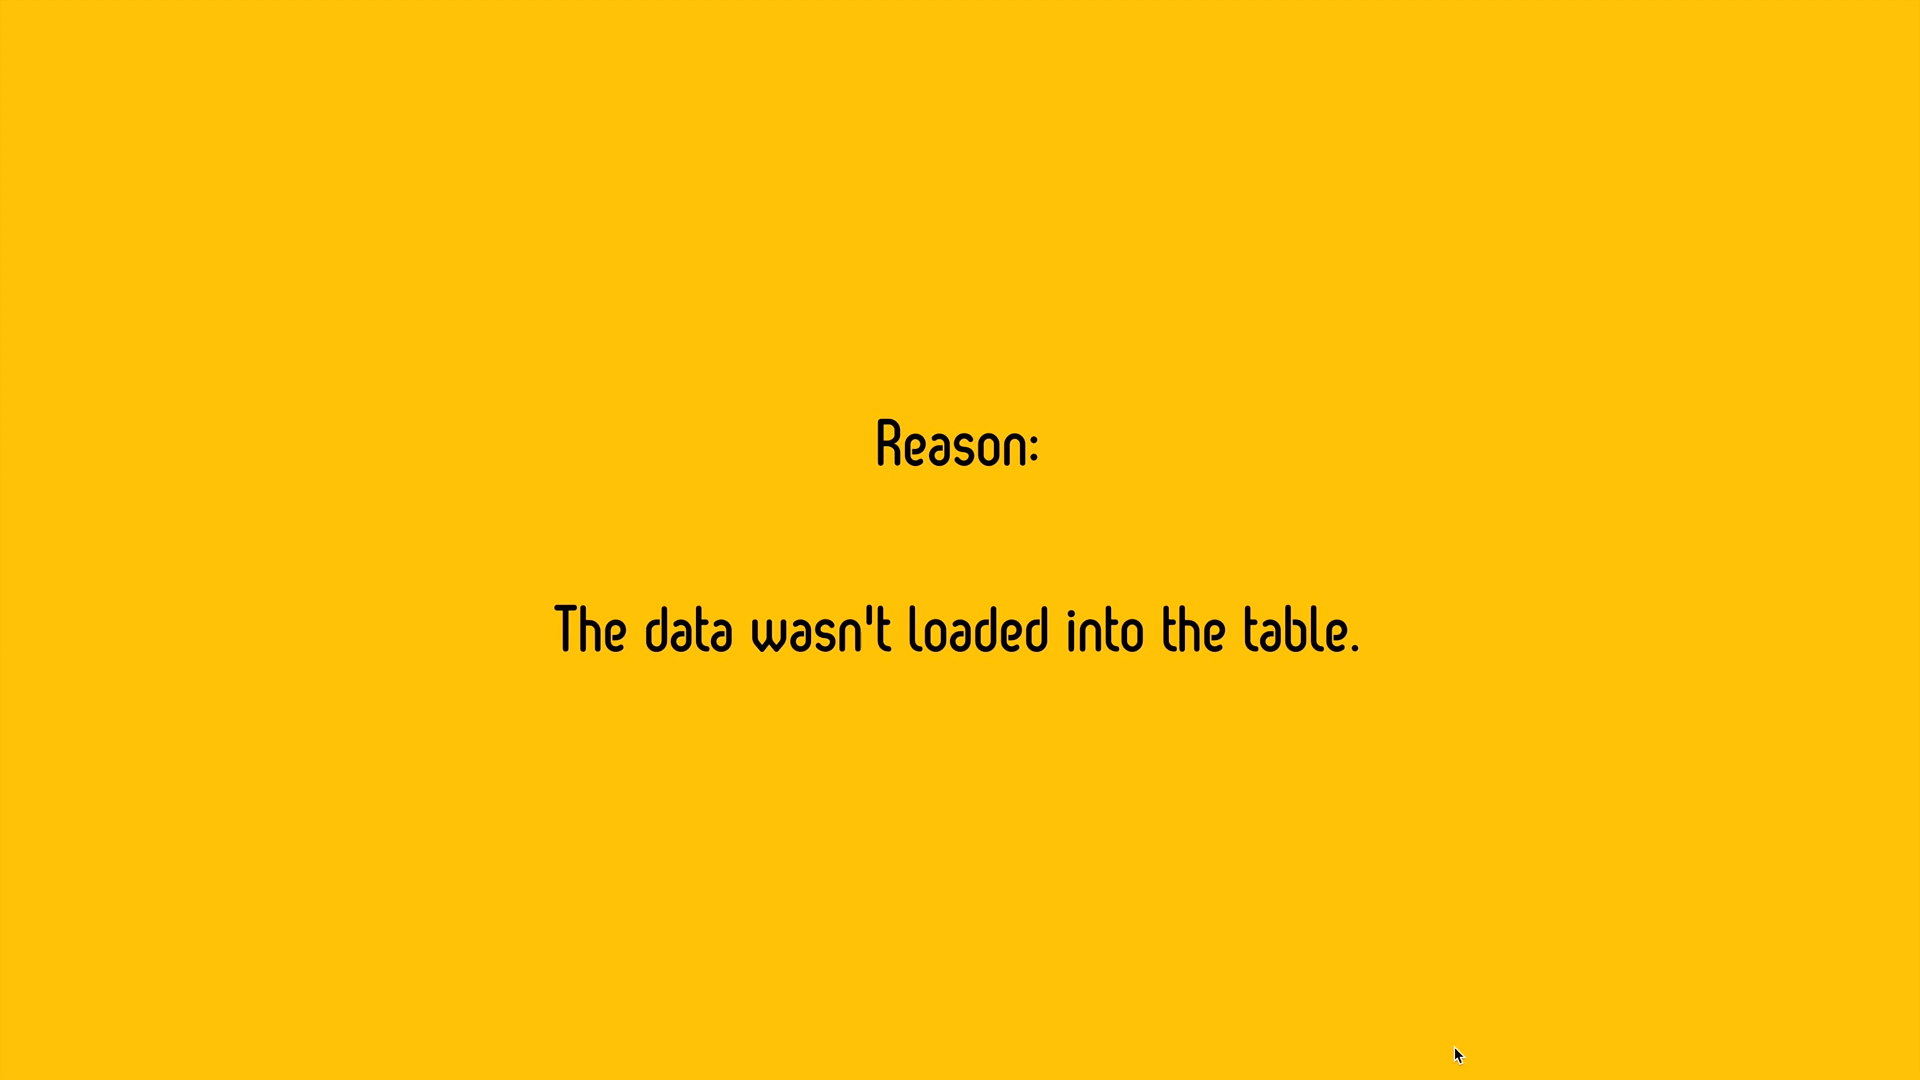 Reason:
The data wasn't loaded into the table.